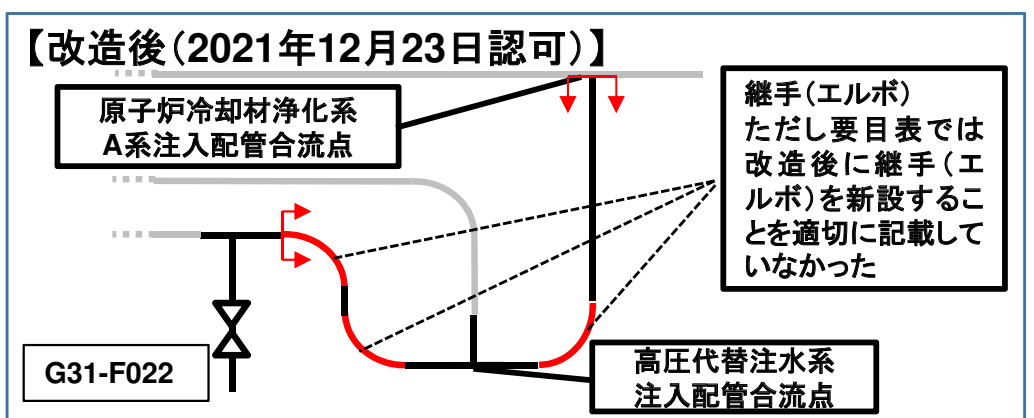 【改造後(2021年12月23日認可)】
原子炉冷却材浄化系
A系注入配管合流点
継手(エルボ)
ただし要目表では
改造後に継手(エ
ルボ)を新設するこ
とを適切に記載して
いなかった
G31-F022
高圧代替注水系
注入配管合流点